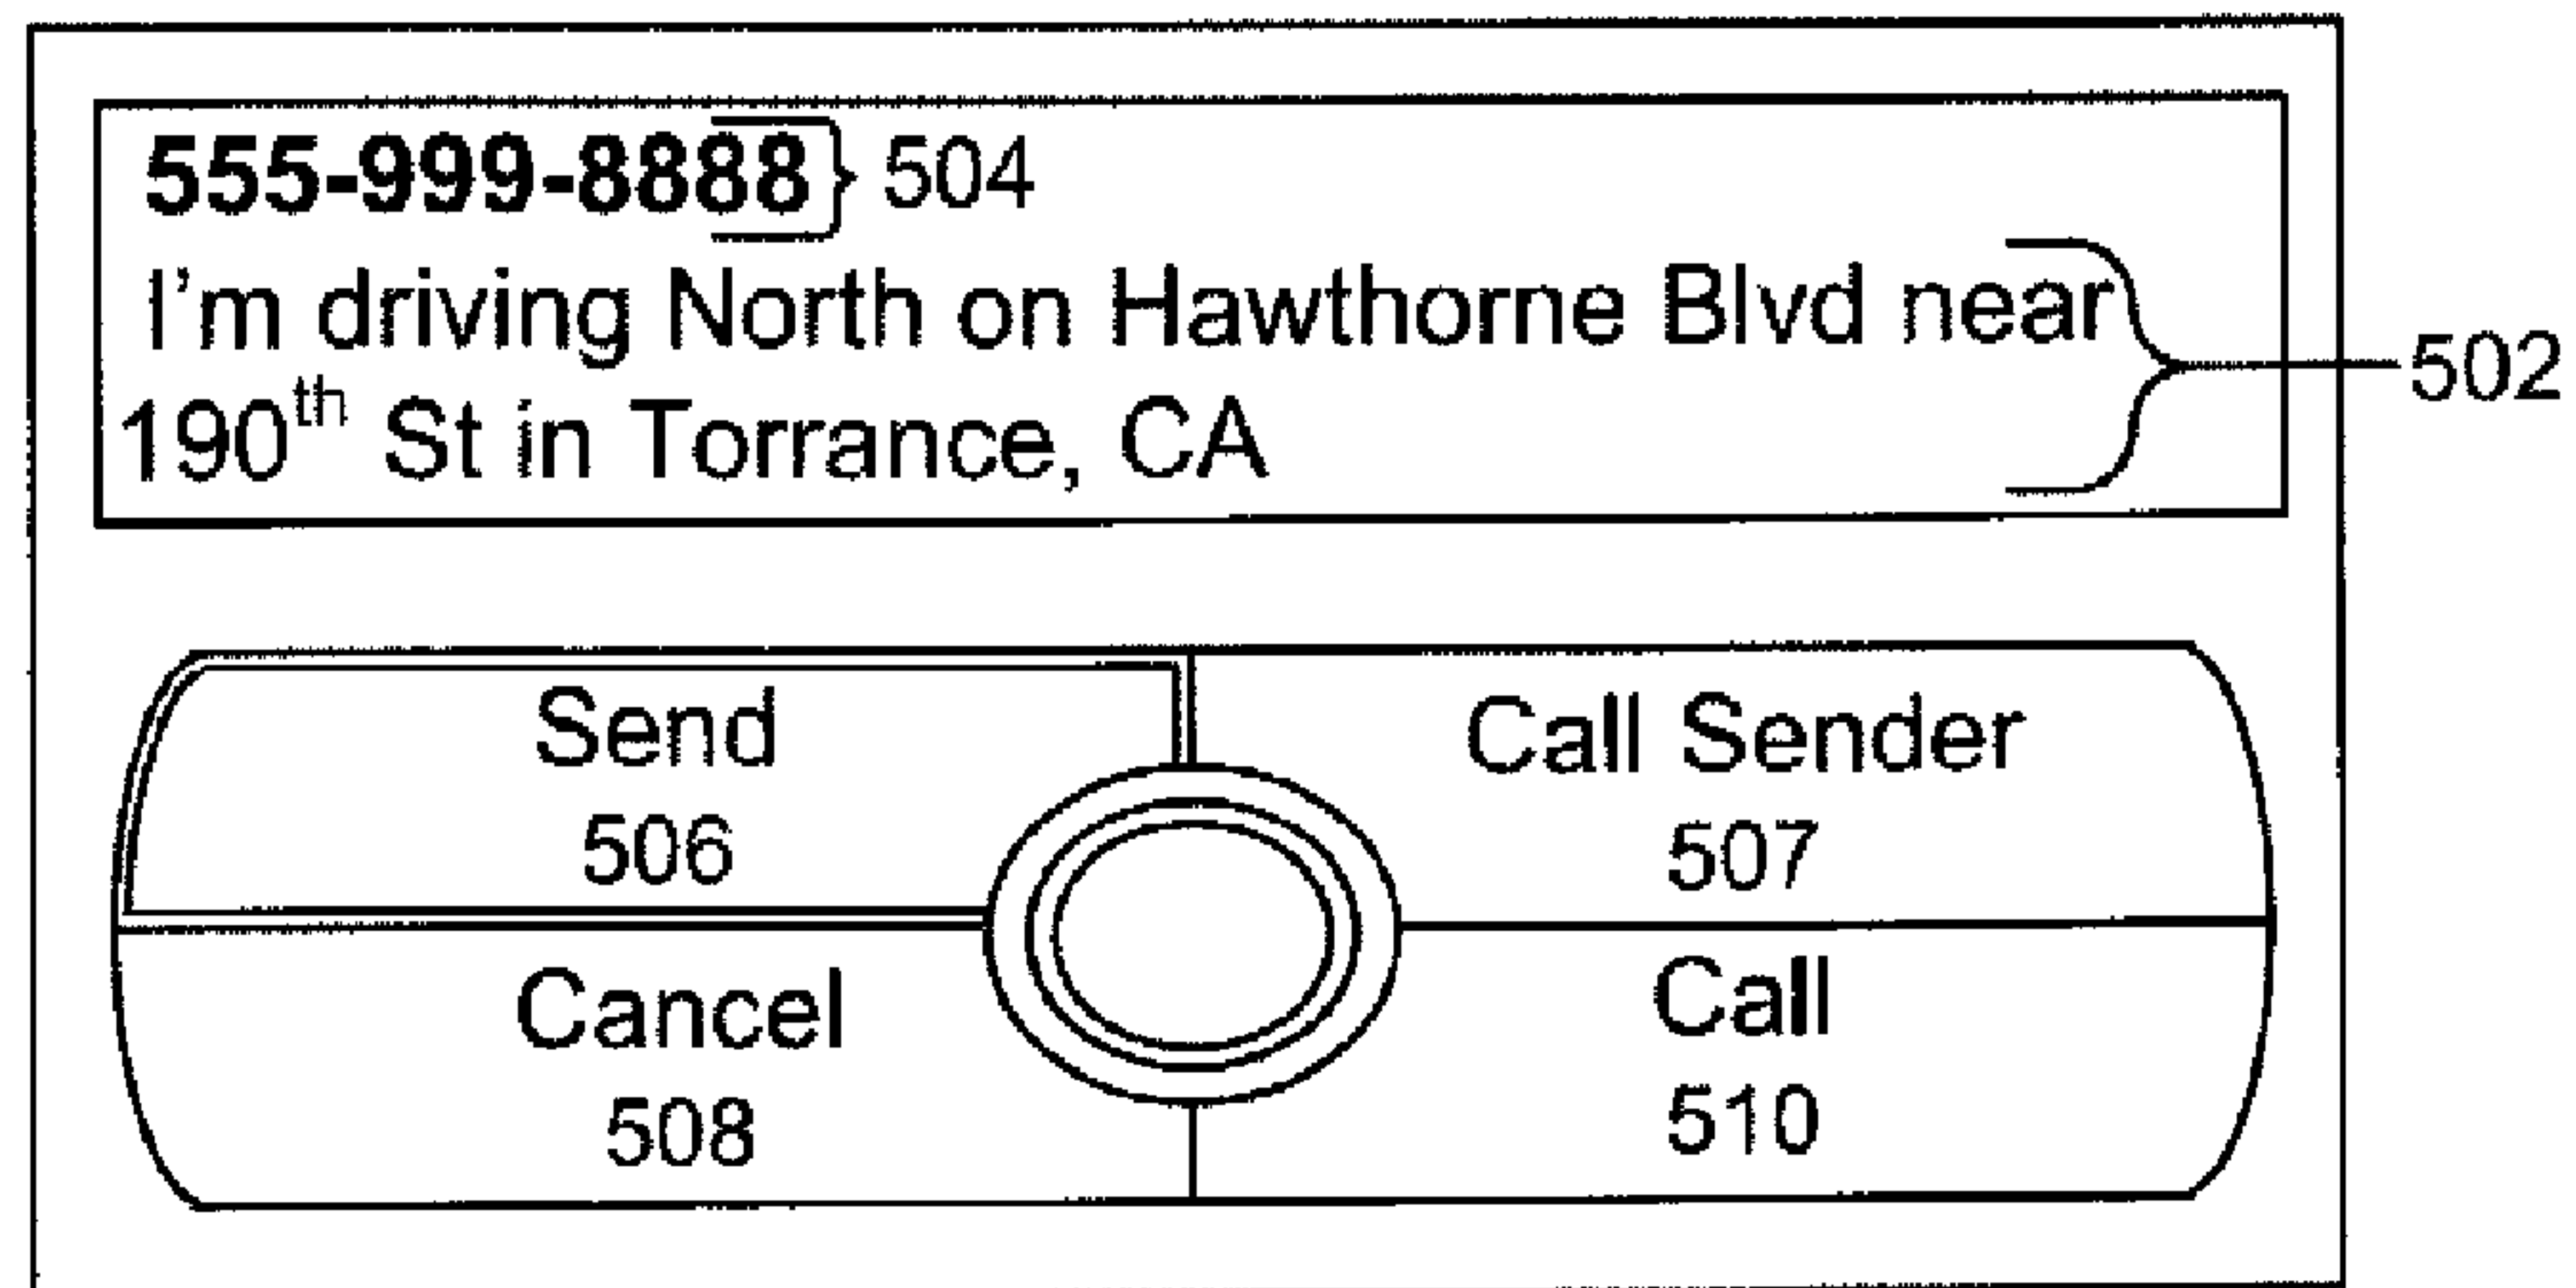 555-999-8888 504
I'm driving North on Hawthorne Blvd near
502
190th St in Torrance, CA
Send
506
Call Sender
507
Cancel
508
Call
510